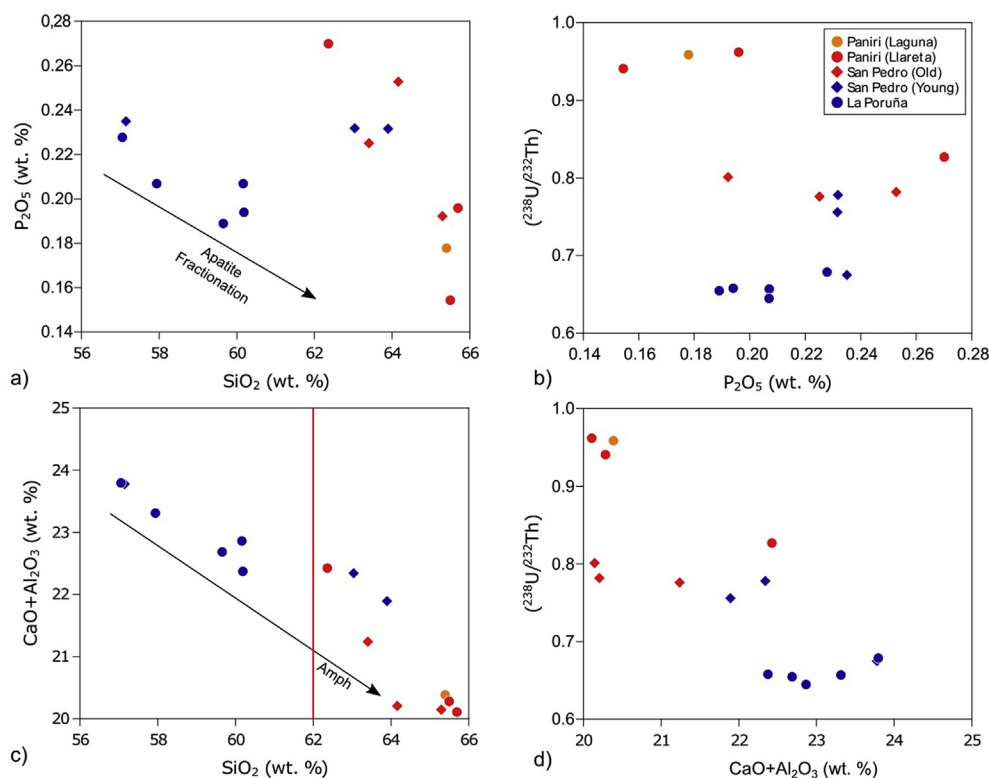 a)
0,28
0.26
0.24
0.22
0.20
0.18
0.16
0.14
P₂O₅ (wt. %)
56
58
60
62
64
66
SiO₂ (wt. %)
Apatite
Fractionation
b)
1.0
0.9
0.8
0.7
0.6
(²³⁸U/²³²Th)
0.14
0.16
0.18
0.20
0.22
0.24
0.26
0.28
P₂O₅ (wt. %)
Paniri (Laguna)
Paniri (Llareta)
San Pedro (Old)
San Pedro (Young)
La Poruña
c)
25
24
23
22
21
20
CaO+Al₂O₃ (wt. %)
56
58
60
62
64
66
SiO₂ (wt. %)
Amph
d)
1.0
0.9
0.8
0.7
0.6
(²³⁸U/²³²Th)
20
21
22
23
24
25
CaO+Al₂O₃ (wt. %)